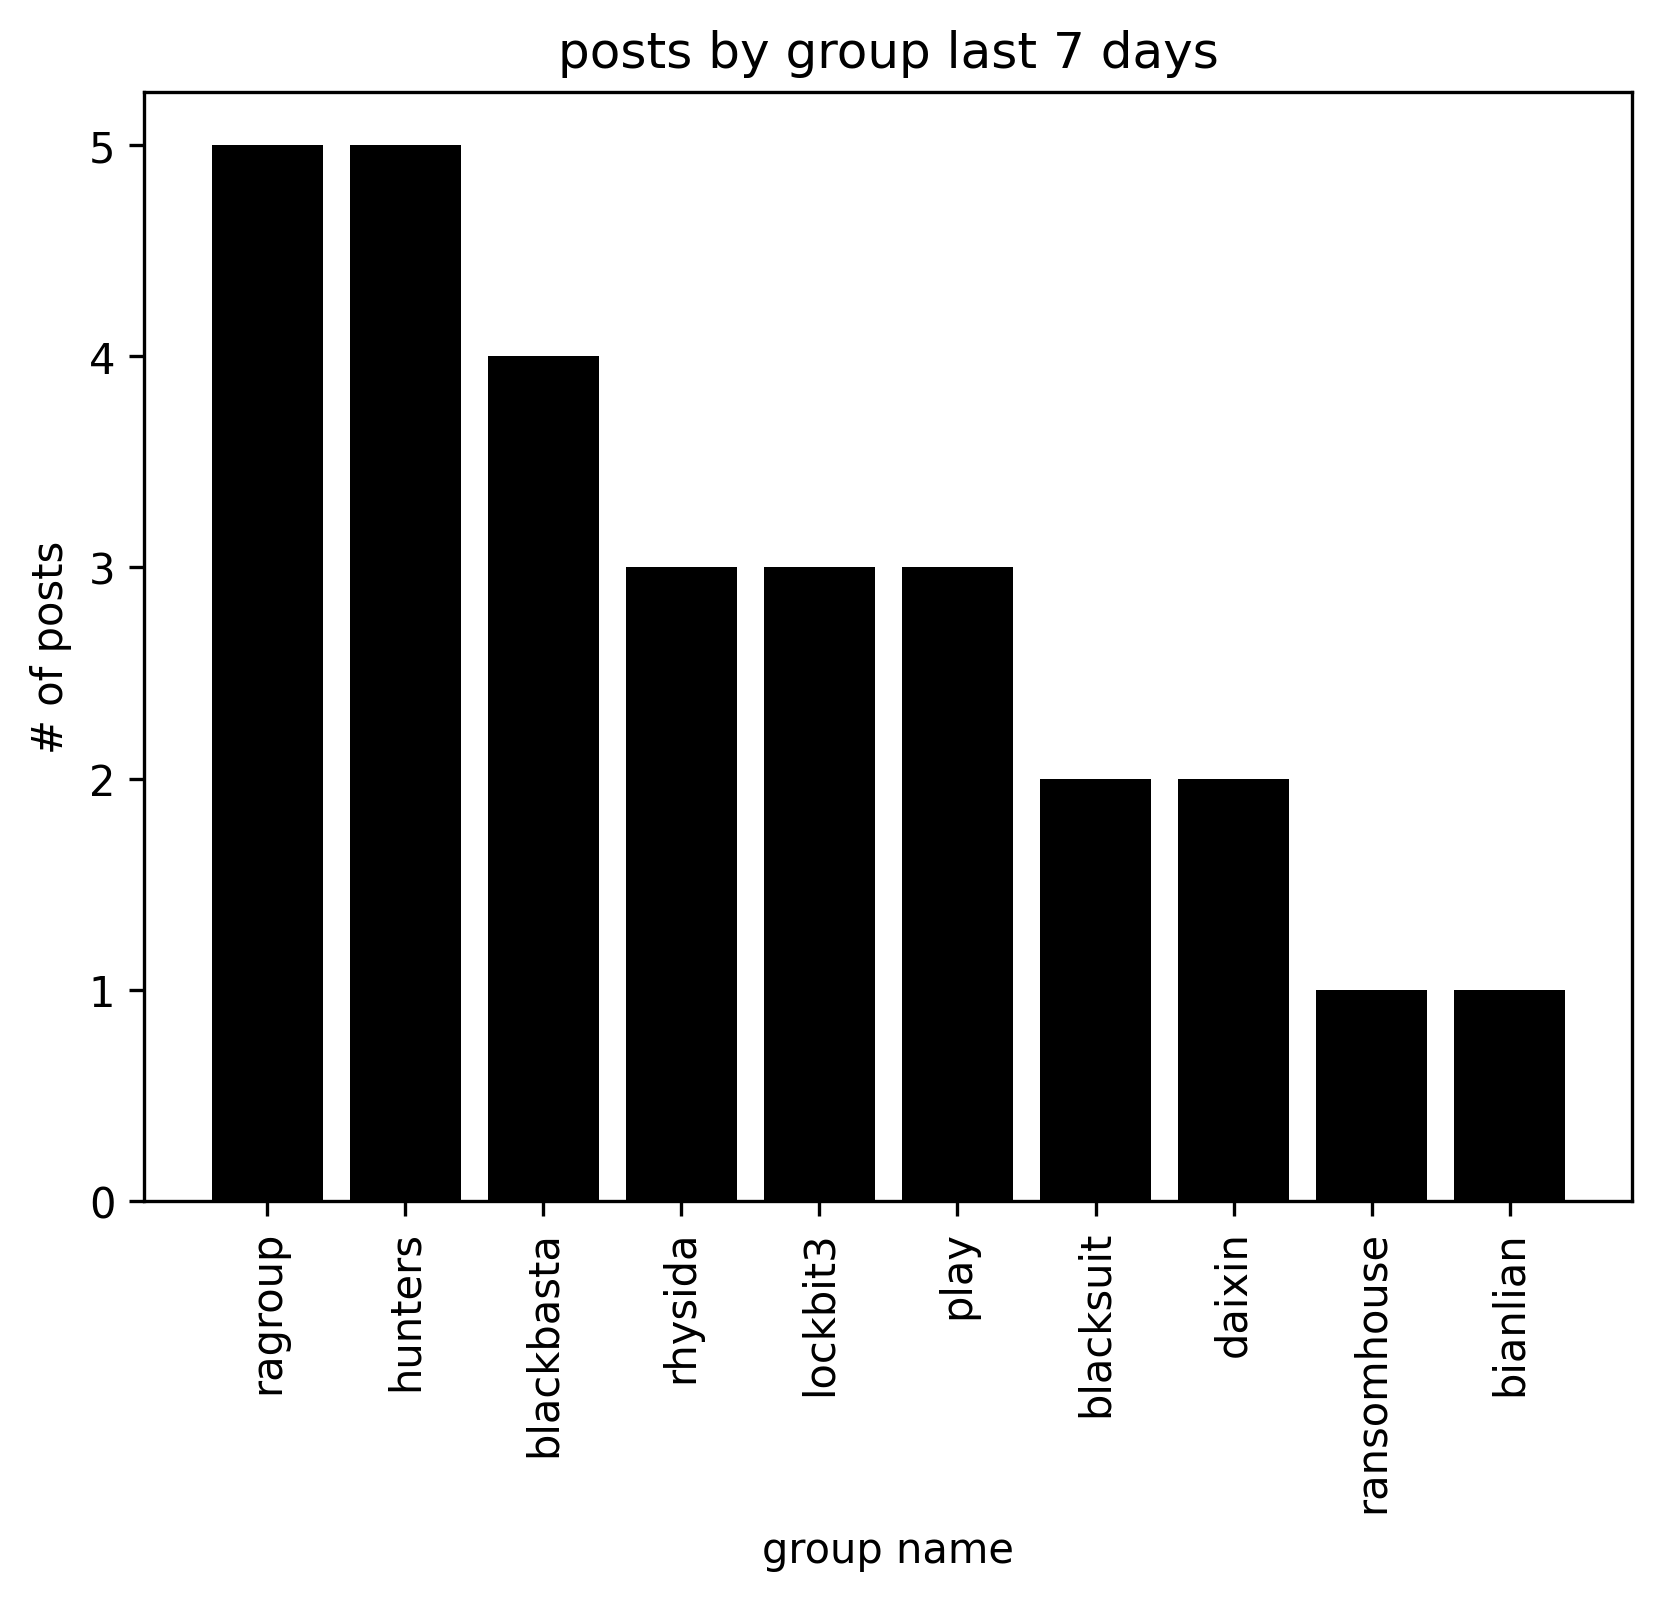 posts by group last 7 days
# of posts
5
4
3
2
1
0
ragroup
hunters
blackbasta
rhysida
lockbit3
play
blacksuit
daixin
ransomhouse
bianlian
group name